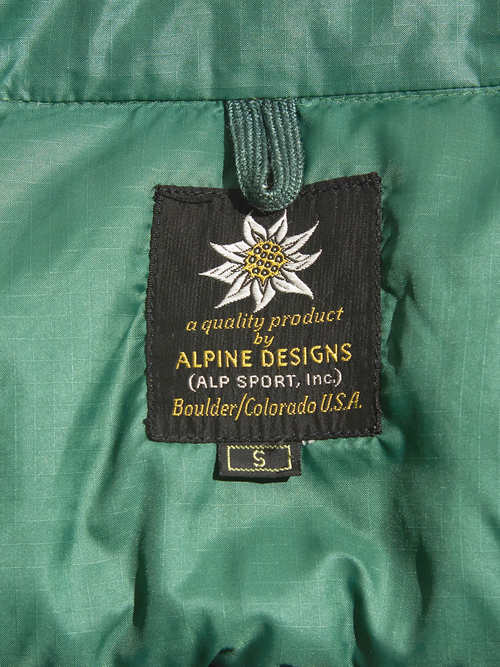 a quality product
by
ALPINE DESIGNS
(ALP SPORT, Inc.)
Boulder/Colorado U.S.A.
S